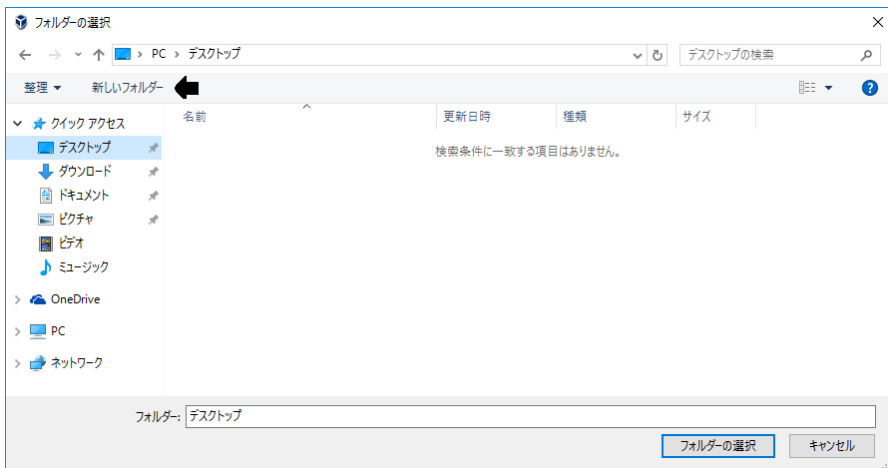 フォルダーの選択
PC › デスクトップ
デスクトップの検索
整理 新しいフォルダー
名前 更新日時 種類 サイズ
検索条件に一致する項目はありません。
クイック アクセス
デスクトップ
ダウンロード
ドキュメント
ピクチャ
ビデオ
ミュージック
OneDrive
PC
ネットワーク
フォルダー: デスクトップ
フォルダーの選択 キャンセル